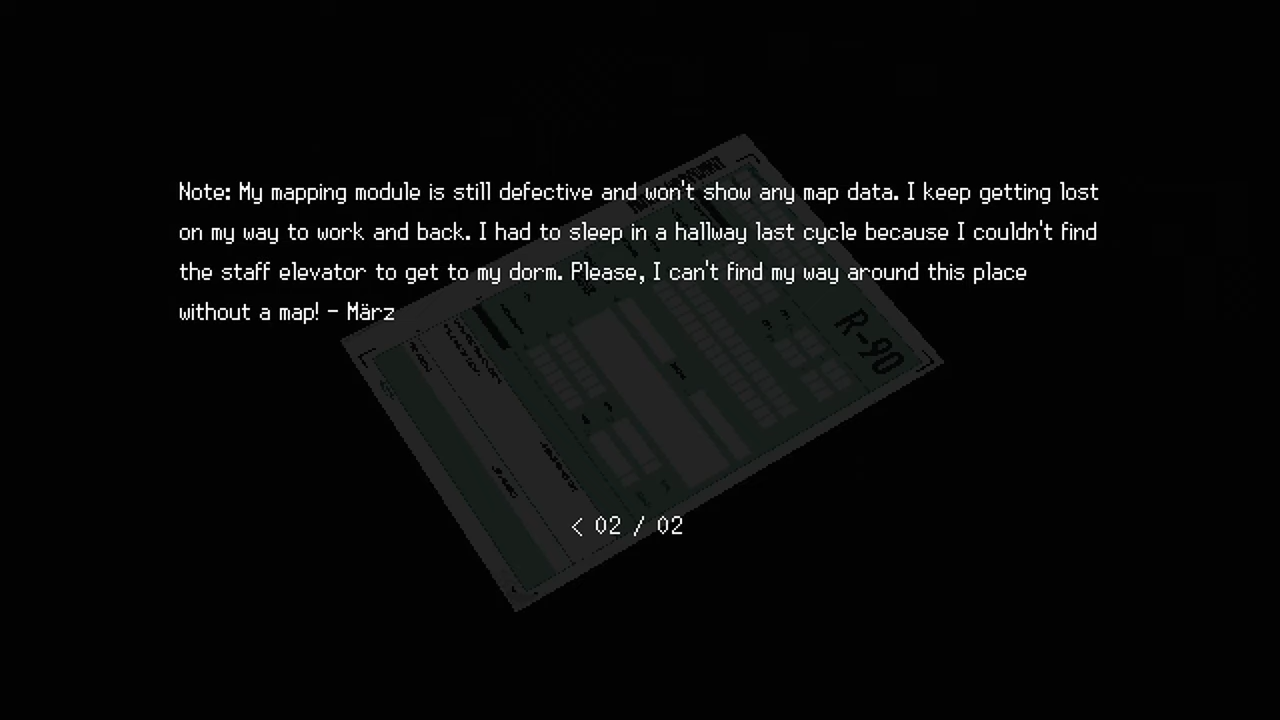 Note: My mapping module is still defective and won't show any map data. I keep getting lost
on my way to work and back. I had to sleep in a hallway last cycle because I couldn't find
the staff elevator to get to my dorm. Please, I can't find my way around this place
without a map! - März
R-90
< 02 / 02